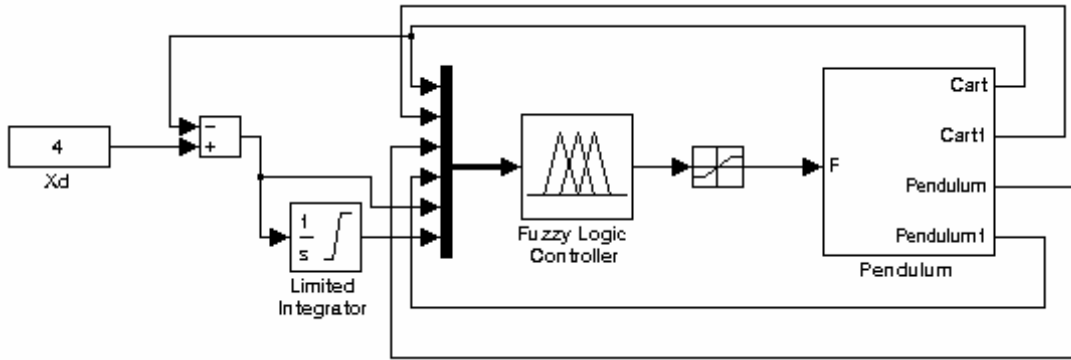 4
Xd
−
+
1
s
Limited
Integrator
Fuzzy Logic
Controller
F
Cart
Cart1
Pendulum
Pendulum1
Pendulum